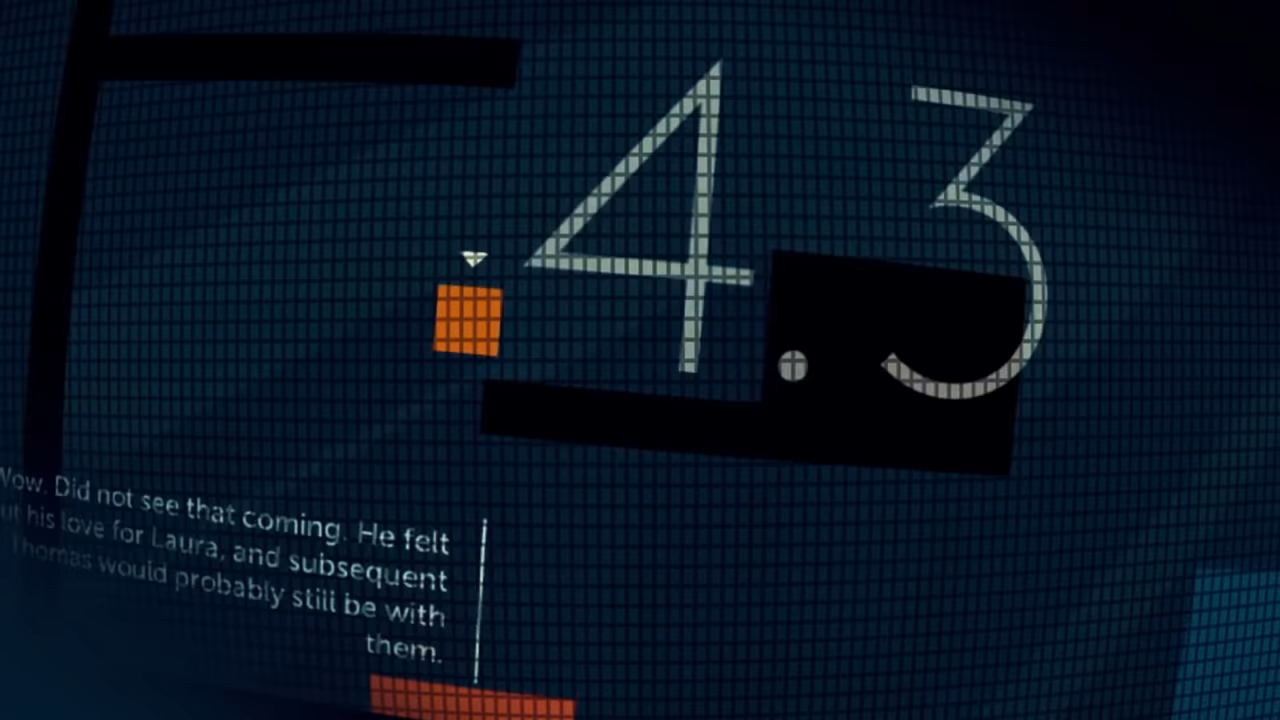 4.3
Wow. Did not see that coming. He felt
his love for Laura, and subsequent
Thomas would probably still be with
them.